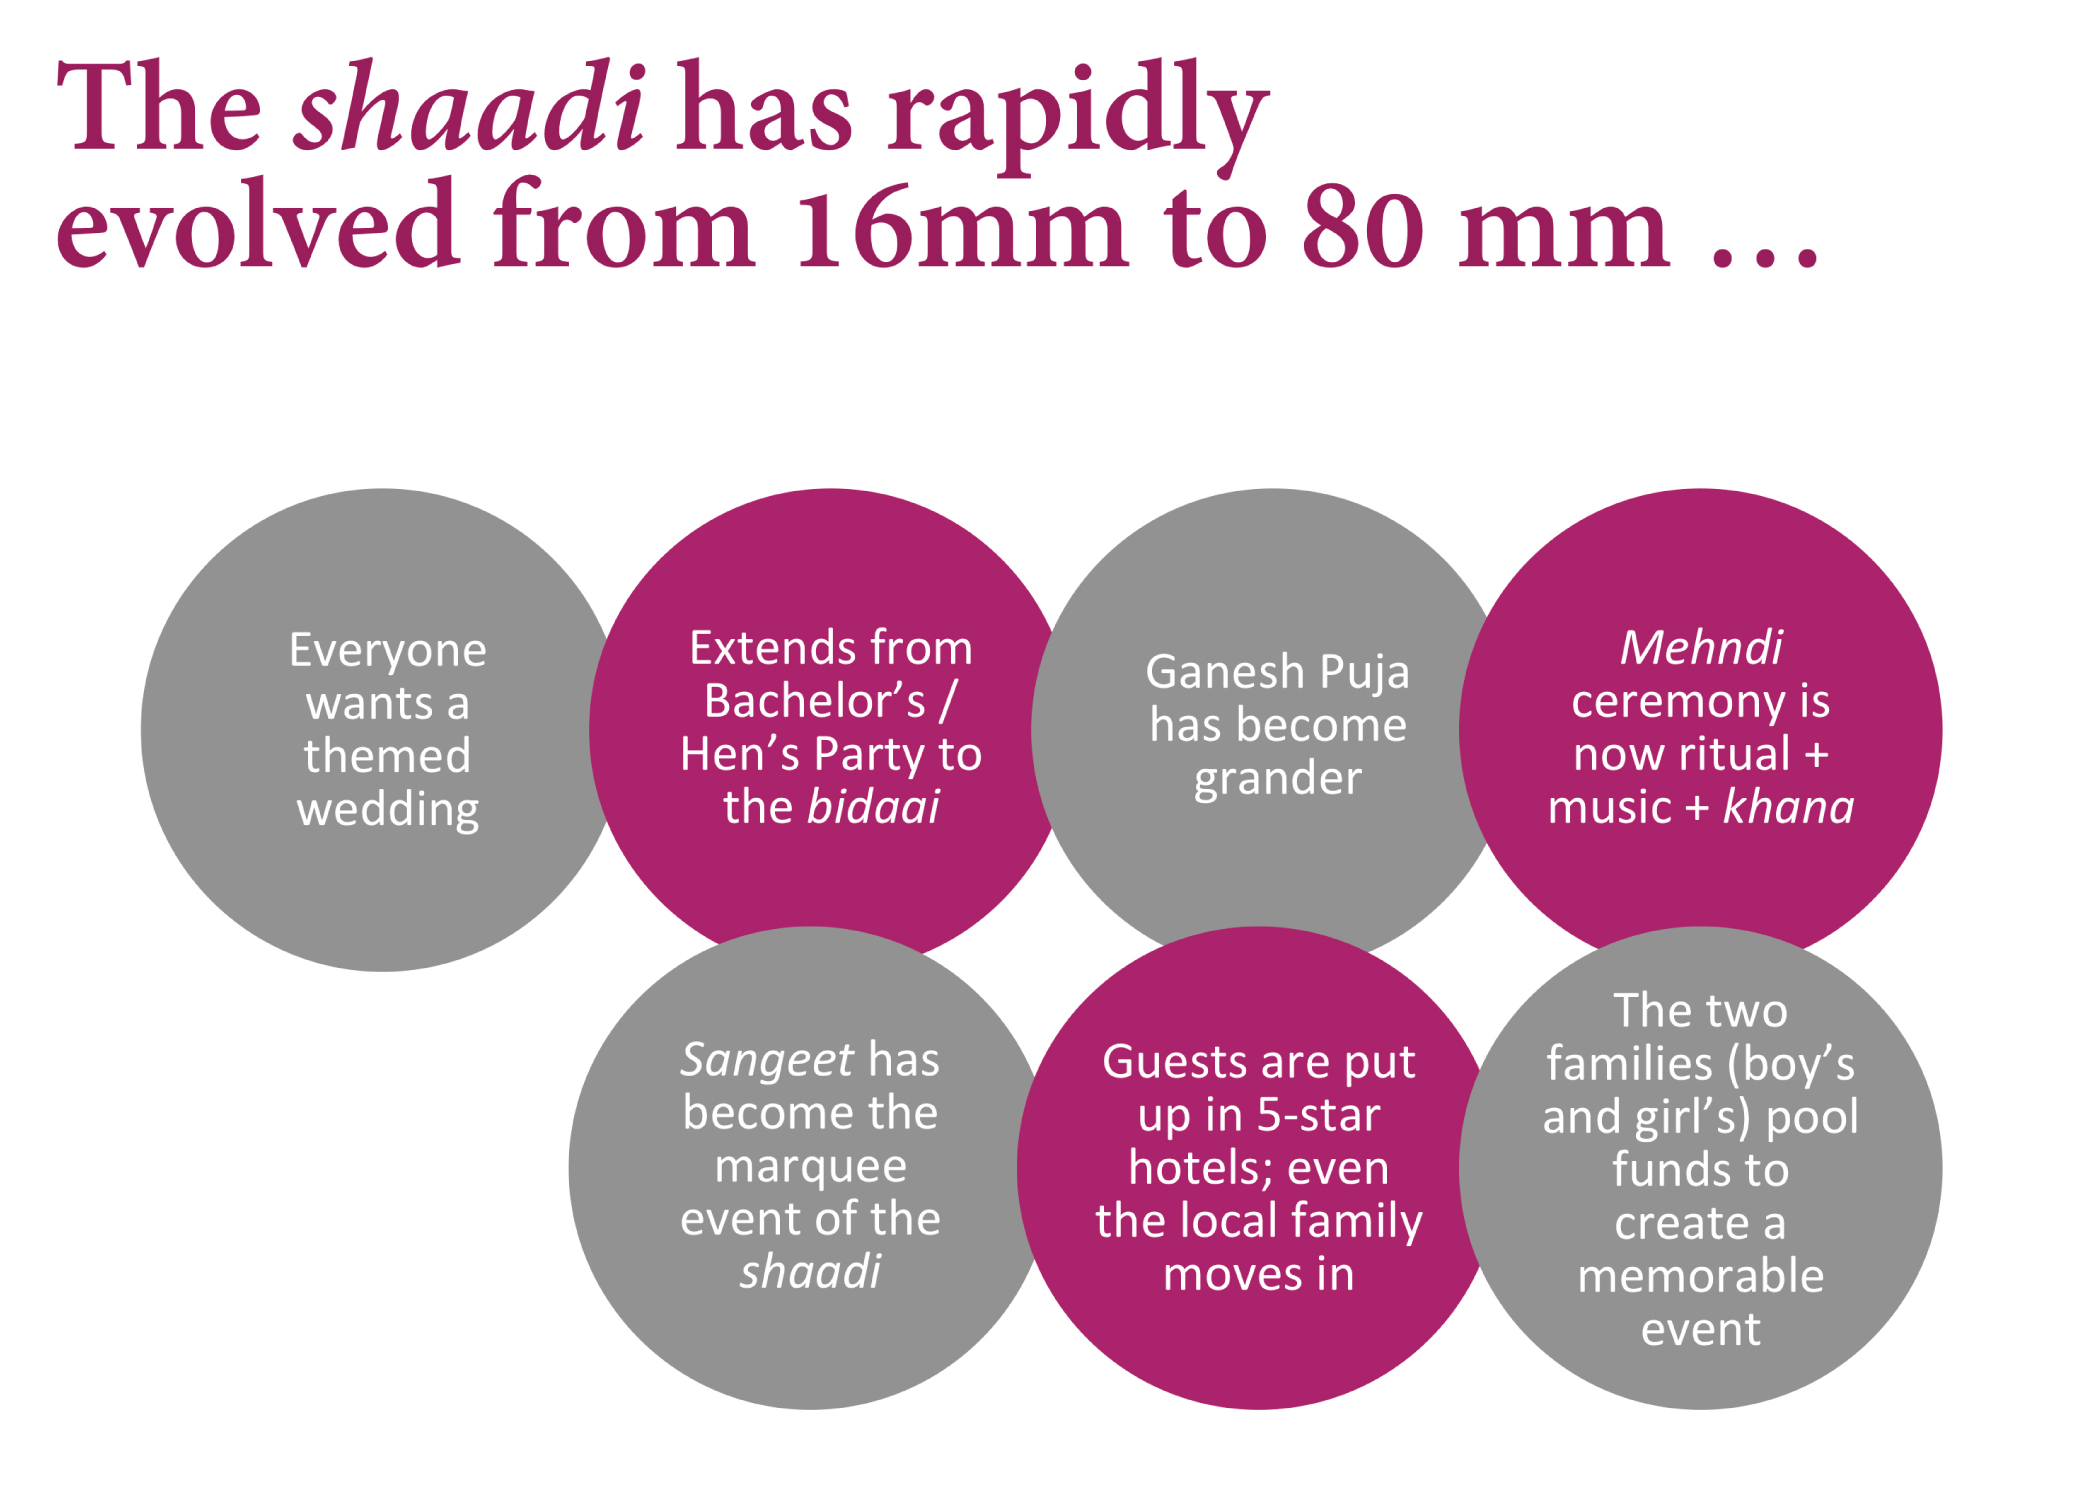 The shaadi has rapidly
evolved from 16mm to 80 mm …
Everyone
wants a
themed
wedding
Extends from
Bachelor’s /
Hen’s Party to
the bidaai
Ganesh Puja
has become
grander
Mehndi
ceremony is
now ritual +
music + khana
Sangeet has
become the
marquee
event of the
shaadi
Guests are put
up in 5-star
hotels; even
the local family
moves in
The two
families (boy’s
and girl’s) pool
funds to
create a
memorable
event